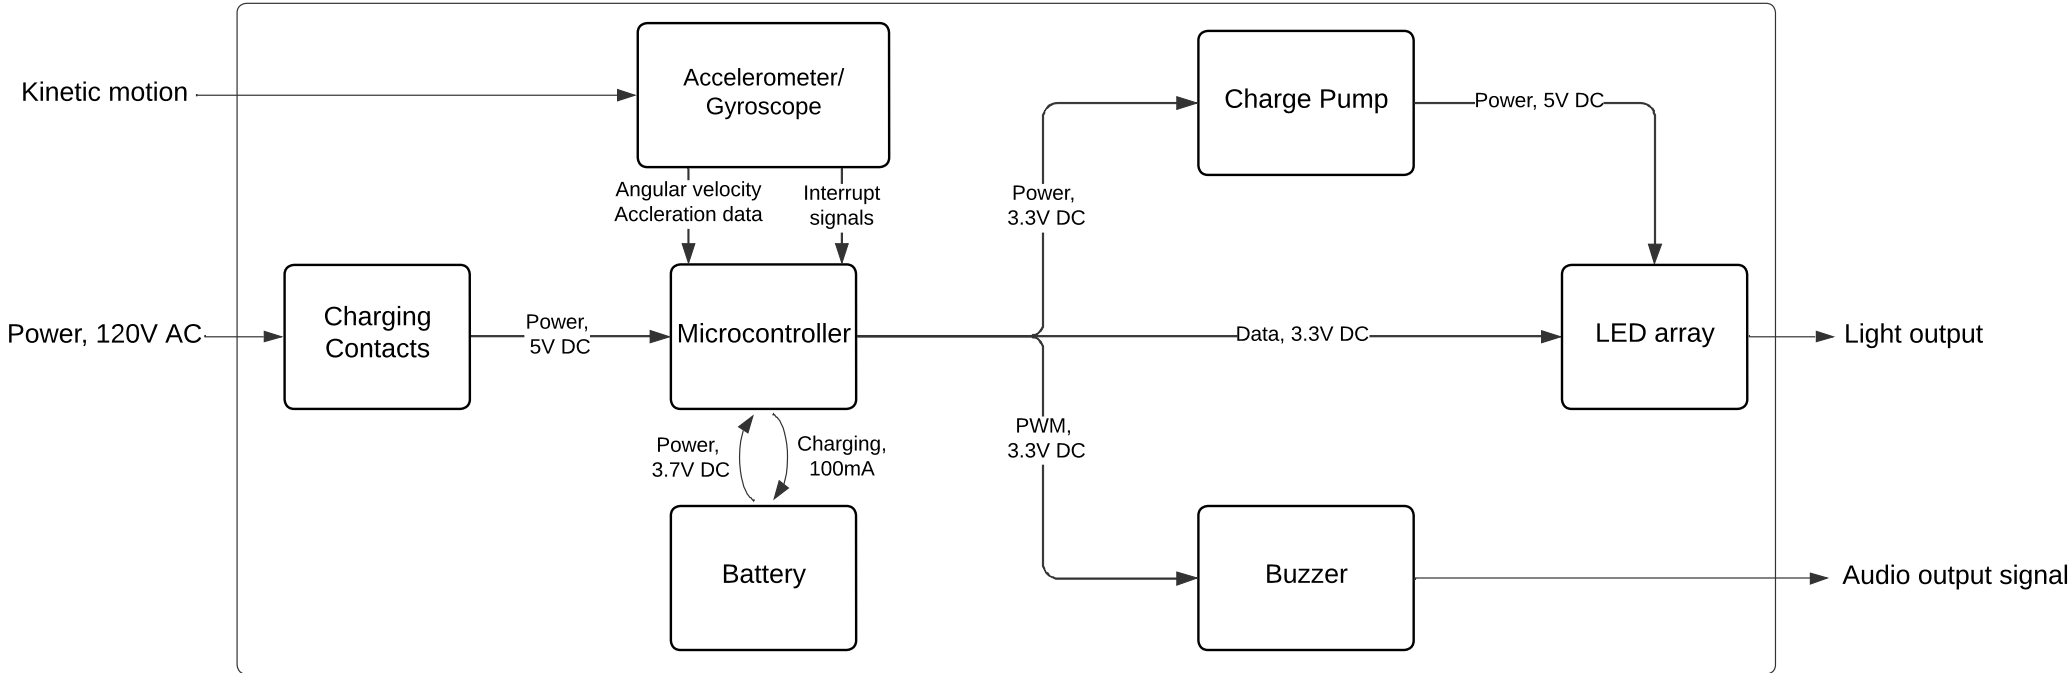 Kinetic motion
Accelerometer/
Gyroscope
Charge Pump
Power, 5V DC
Angular velocity
Accleration data
Interrupt
signals
Power,
3.3V DC
Power, 120V AC
Charging
Contacts
Power,
5V DC
Microcontroller
Data, 3.3V DC
LED array
Light output
Power,
3.7V DC
Charging,
100mA
PWM,
3.3V DC
Battery
Buzzer
Audio output signal